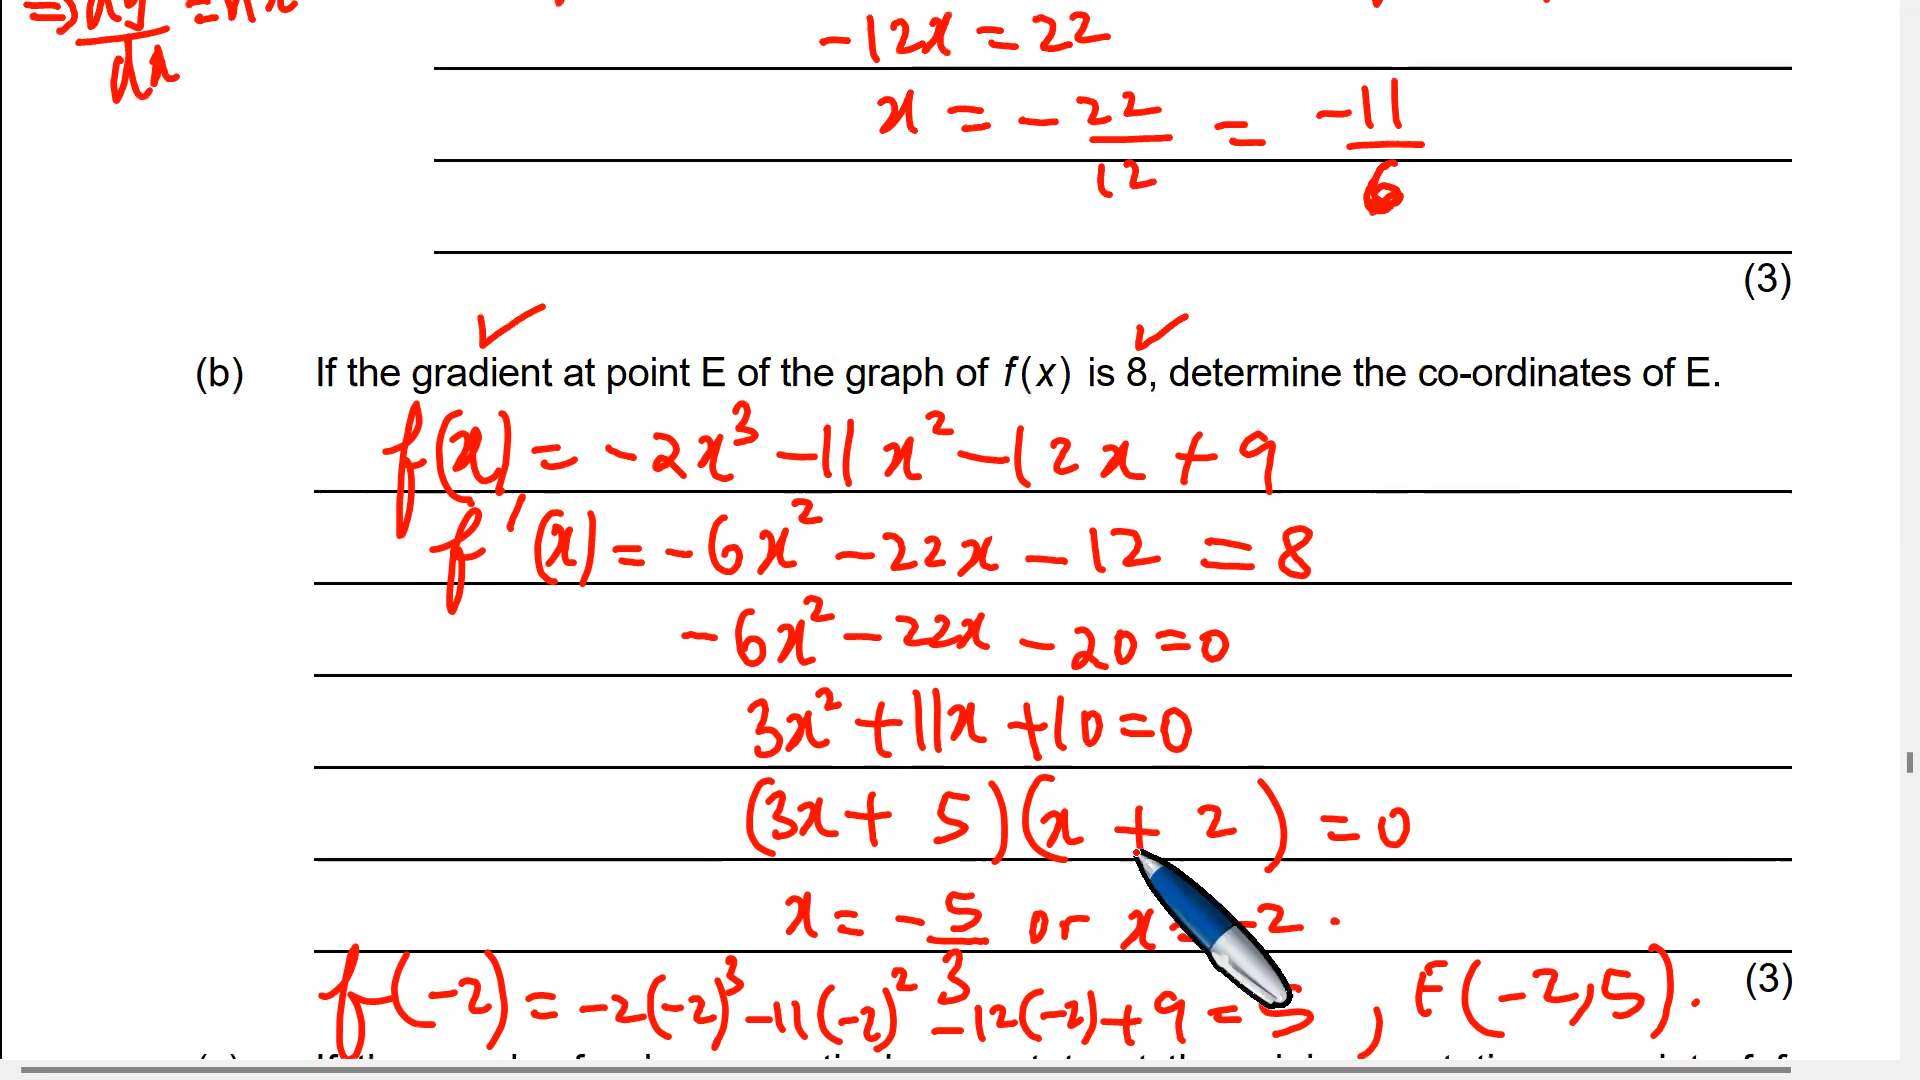 ⇒ dy/dx = nx
-12x = 22
x = -22/12 = -11/6
(3)
(b) If the gradient at point E of the graph of f(x) is 8, determine the co-ordinates of E.
f(x) = -2x³ -11x² -12x + 9
f'(x) = -6x² -22x -12 = 8
-6x² -22x -20 = 0
3x² + 11x + 10 = 0
(3x + 5)(x + 2) = 0
x = -5/3 or x = -2.
f(-2) = -2(-2)³ -11(-2)² -12(-2) + 9 = 5, E(-2,5).
(3)